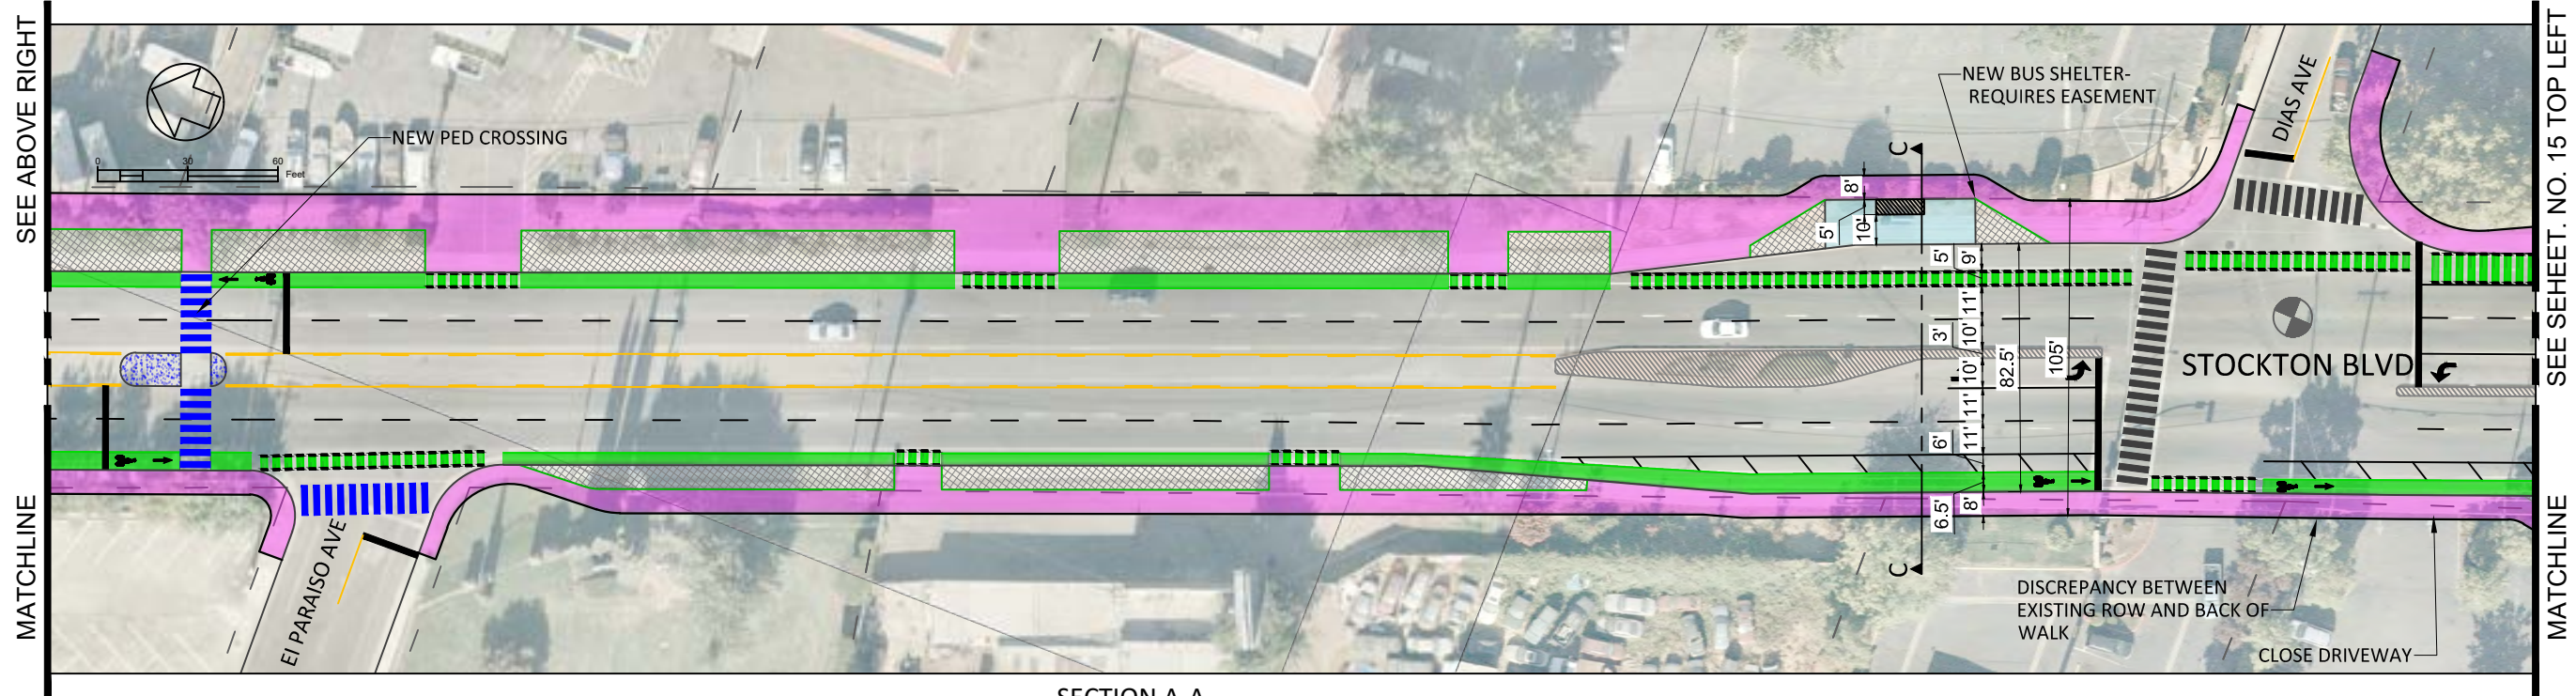 SEE ABOVE RIGHT
MATCHLINE
0 30 60
Feet
NEW PED CROSSING
EI PARAISO AVE
NEW BUS SHELTER-
REQUIRES EASEMENT
C
8'
5'
10'
5'
9'
11'
3'
10'
10'
82.5'
105'
11'
6'
11'
6.5'
8'
C
DIAS AVE
STOCKTON BLVD
DISCREPANCY BETWEEN
EXISTING ROW AND BACK OF
WALK
CLOSE DRIVEWAY
SEE SEHEET. NO. 15 TOP LEFT
MATCHLINE
SECTION A-A